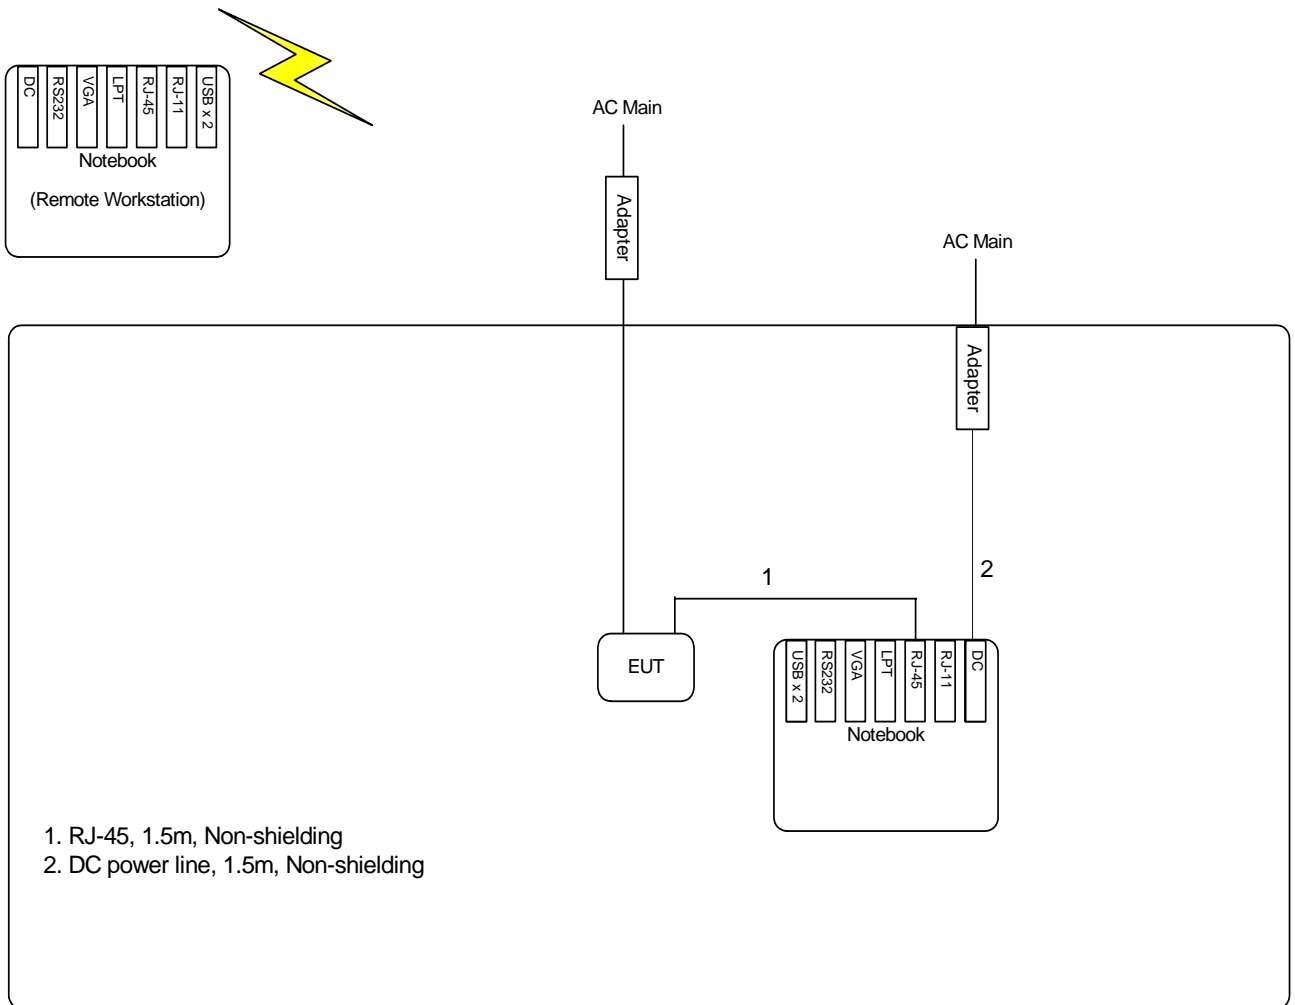 DC
RS232
VGA
LPT
RJ-45
RJ-11
USB x 2
Notebook
(Remote Workstation)
AC Main
Adapter
AC Main
Adapter
1
2
EUT
USB x 2
RS232
VGA
LPT
RJ-45
RJ-11
DC
Notebook
1. RJ-45, 1.5m, Non-shielding
2. DC power line, 1.5m, Non-shielding